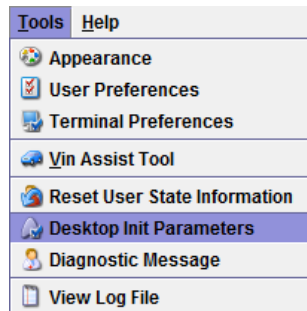 Tools Help
Appearance
User Preferences
Terminal Preferences
Vin Assist Tool
Reset User State Information
Desktop Init Parameters
Diagnostic Message
View Log File